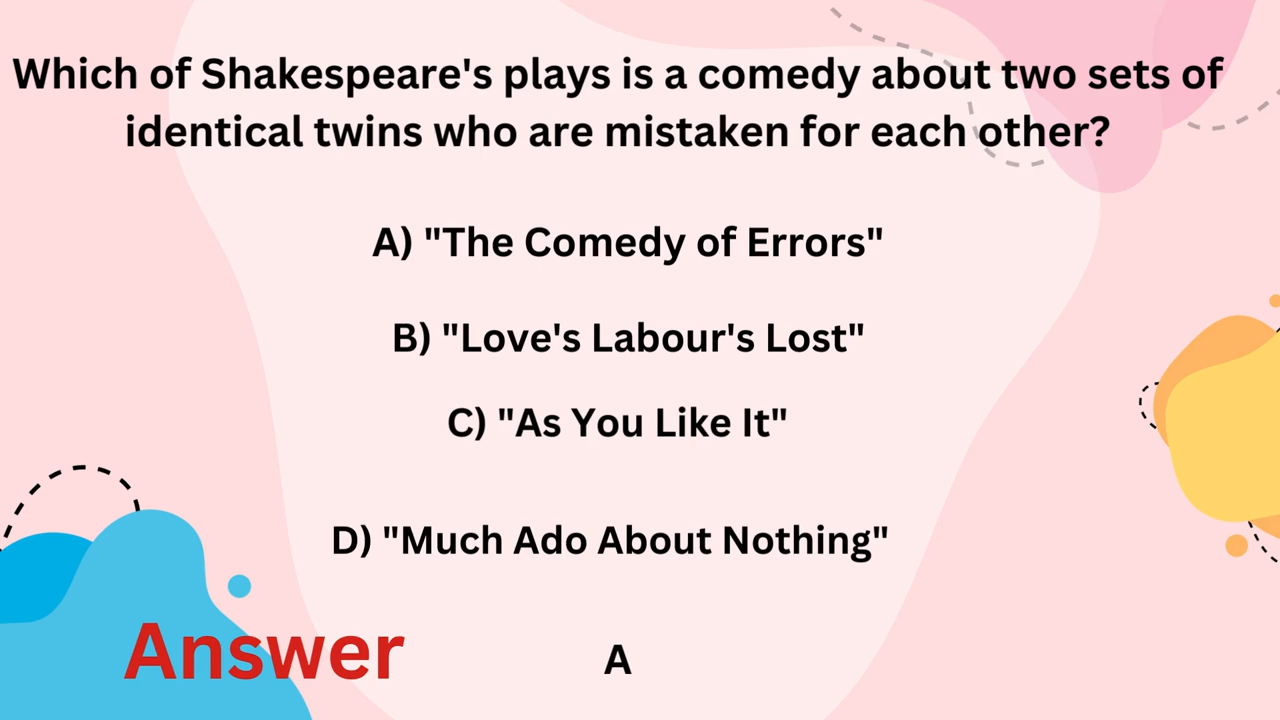 Which of Shakespeare's plays is a comedy about two sets of
identical twins who are mistaken for each other?
A) "The Comedy of Errors"
B) "Love's Labour's Lost"
C) "As You Like It"
D) "Much Ado About Nothing"
Answer A